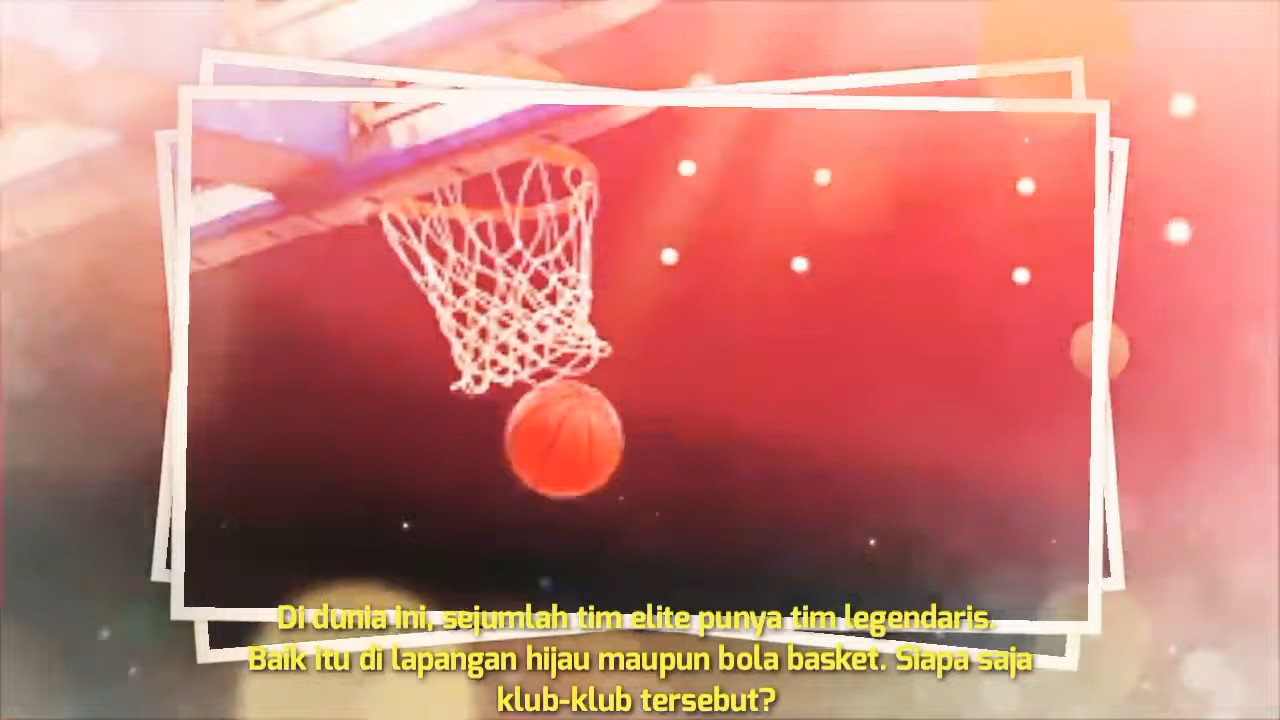 Di dunia ini, sejumlah tim elite punya tim legendaris.
Baik itu di lapangan hijau maupun bola basket. Siapa saja
klub-klub tersebut?